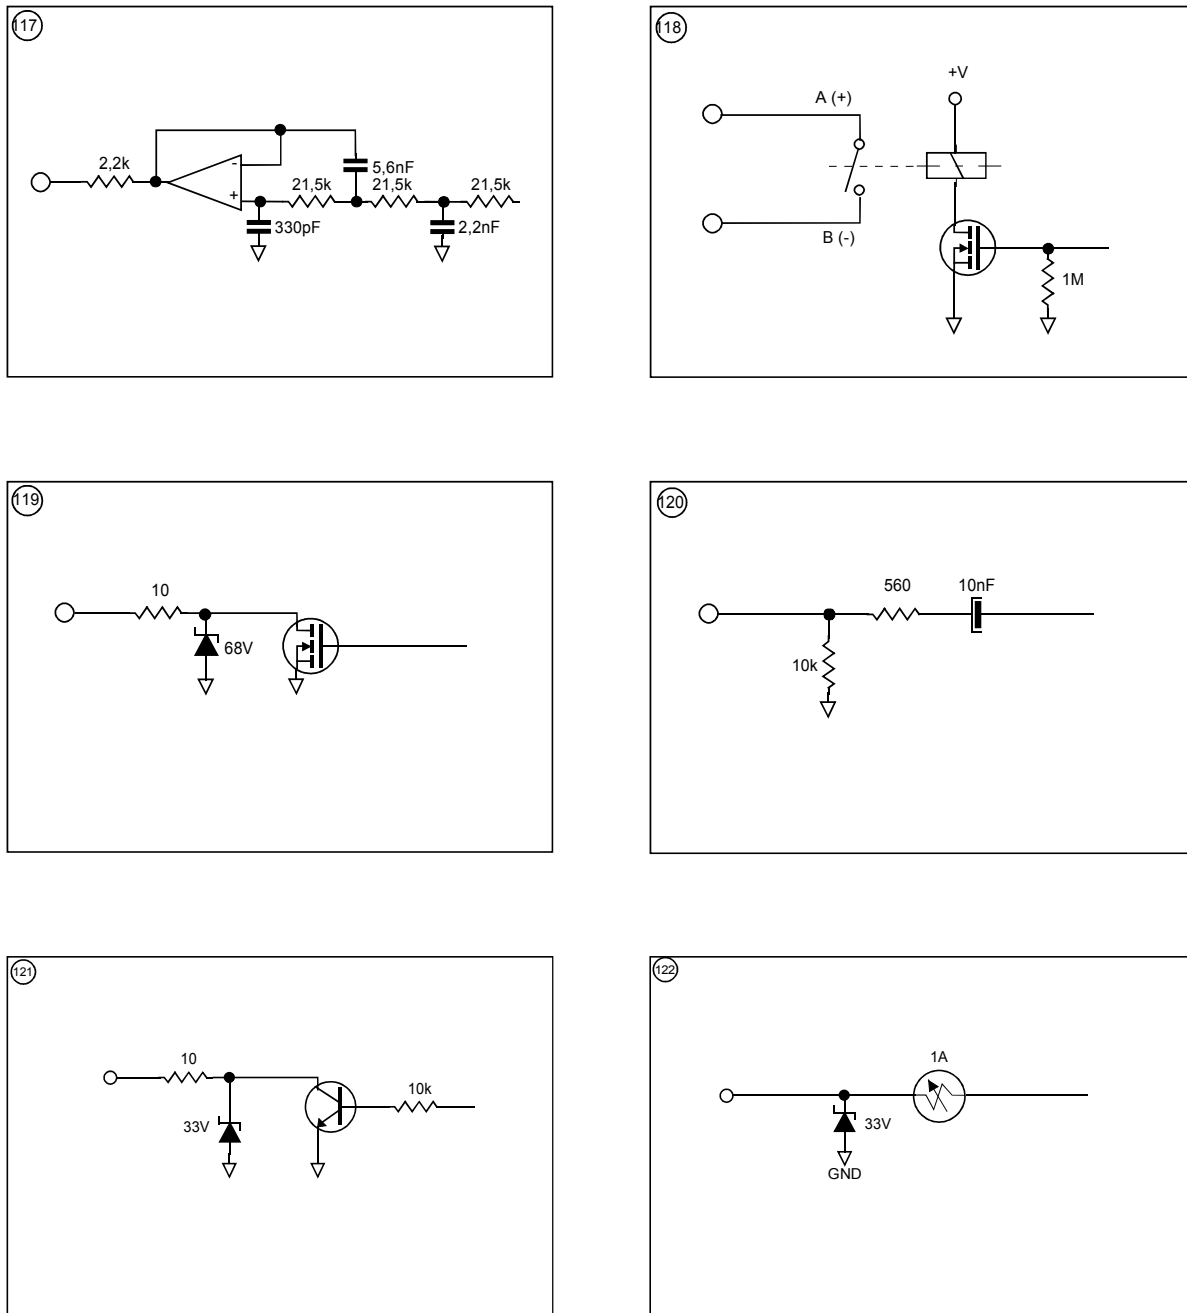 117
2,2k
-
+
5,6nF
21,5k
21,5k
21,5k
330pF
2,2nF
118
+V
A (+)
B (-)
1M
119
10
68V
120
560
10nF
10k
121
10
10k
33V
122
1A
33V
GND